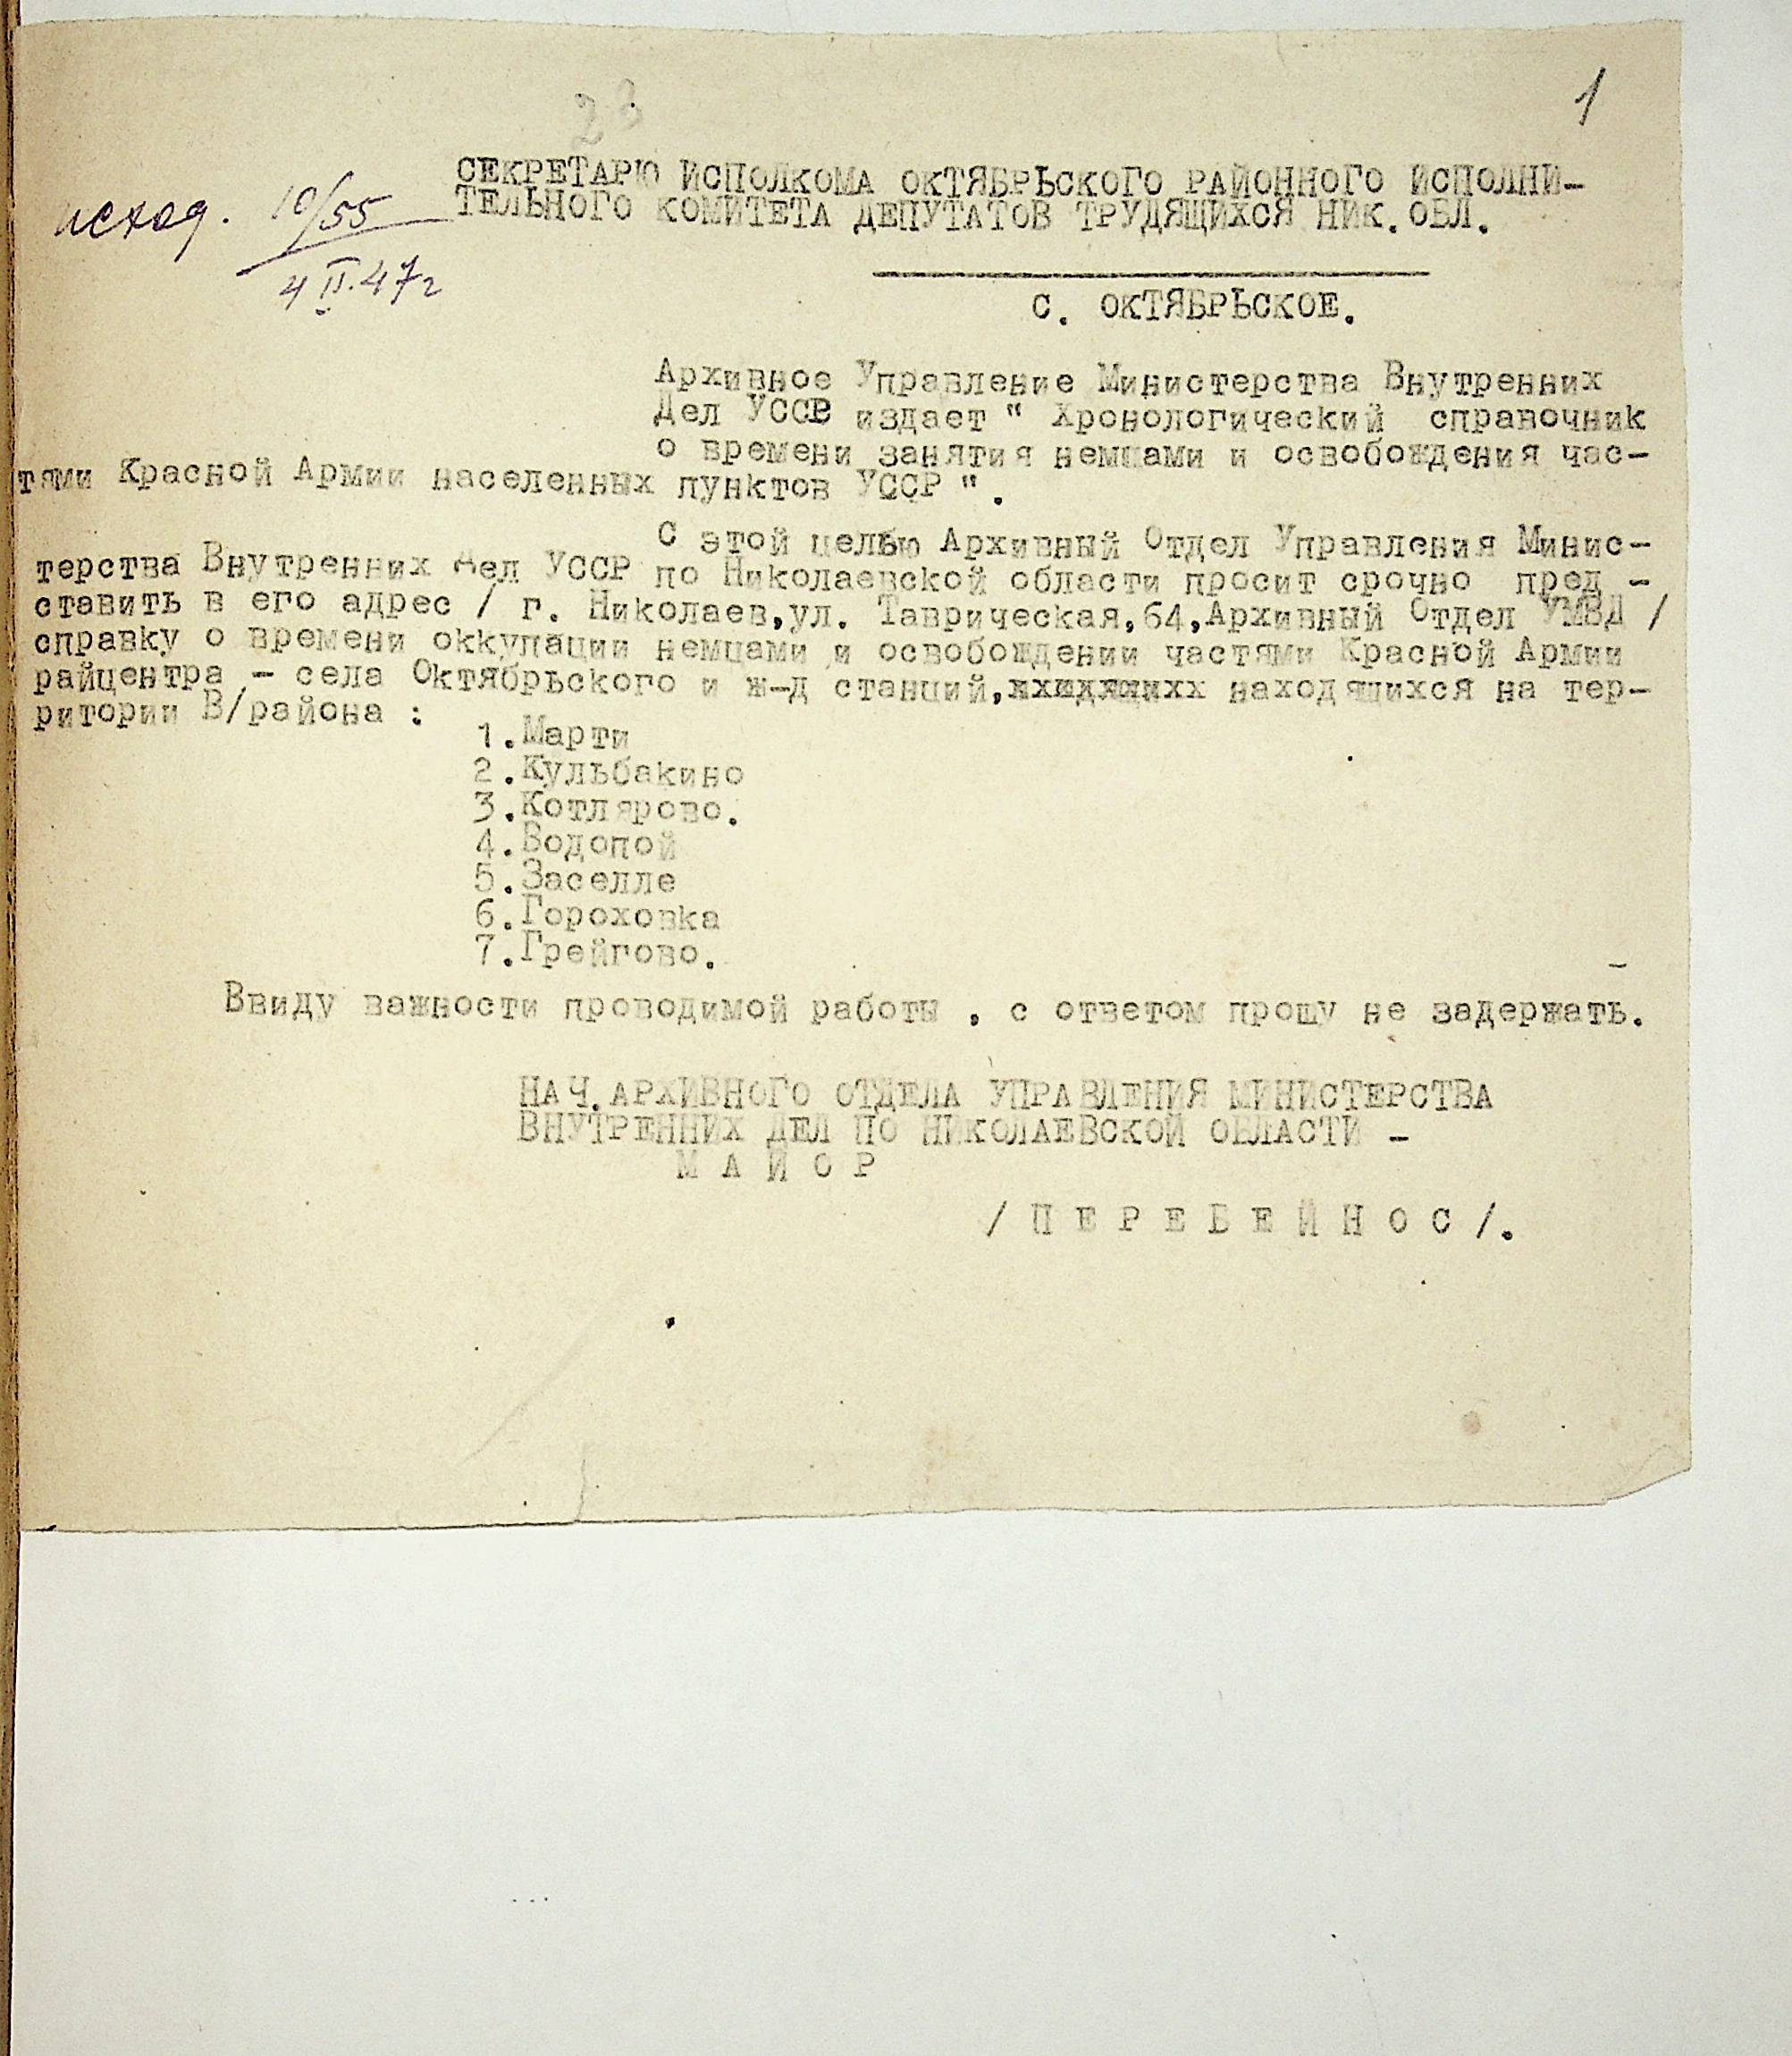 23
1
исход. 10/55
4 II.47г
СЕКРЕТАРЮ ИСПОЛКОМА ОКТЯБРЬСКОГО РАЙОННОГО ИСПОЛНИ-
ТЕЛЬНОГО КОМИТЕТА ДЕПУТАТОВ ТРУДЯЩИХСЯ НИК. ОБЛ.
С. ОКТЯБРЬСКОЕ.
Архивное Управление Министерства Внутренних
Дел УССР издает " Хронологический справочник
о времени занятия немцами и освобождения час-
тями Красной Армии населенных пунктов УССР ".
С этой целью Архивный Отдел Управления Минис-
терства Внутренних Дел УССР по Николаевской области просит срочно пред -
ставить в его адрес / г. Николаев,ул. Таврическая,64,Архивный Отдел УМВД /
справку о времени оккупации немцами и освобождении частями Красной Армии
райцентра - села Октябрьского и ж-д станций, находящихся на тер-
ритории В/района :
1.Марти
2.Кульбакино
3.Котлярово.
4.Водопой
5.Заселле
6.Гороховка
7.Грейгово.
Ввиду важности проводимой работы , с ответом прошу не задержать.
НАЧ.АРХИВНОГО ОТДЕЛА УПРАВЛЕНИЯ МИНИСТЕРСТВА
ВНУТРЕННИХ ДЕЛ ПО НИКОЛАЕВСКОЙ ОБЛАСТИ -
М А Й О Р
/ П Е Р Е Б Е Й Н О С /.